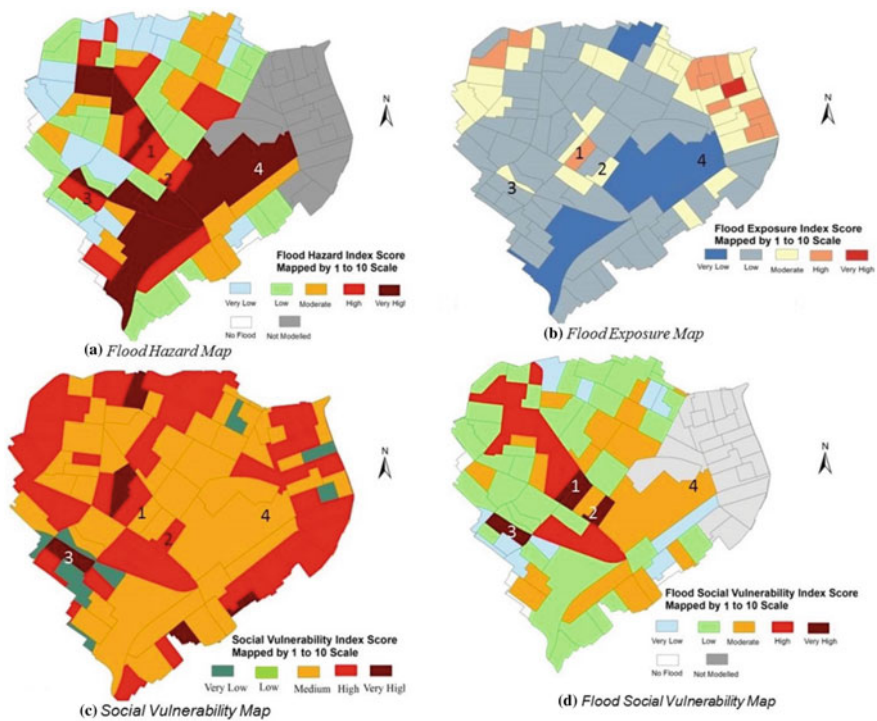 N
1
2
3
4
Flood Hazard Index Score
Mapped by 1 to 10 Scale
Very Low Low Moderate High Very High
No Flood Not Modelled
(a) Flood Hazard Map
N
1
2
3
4
Flood Exposure Index Score
Mapped by 1 to 10 Scale
Very Low Low Moderate High Very High
(b) Flood Exposure Map
N
1
2
3
4
Social Vulnerability Index Score
Mapped by 1 to 10 Scale
Very Low Low Medium High Very High
(c) Social Vulnerability Map
N
1
2
3
4
Flood Social Vulnerability Index Score
Mapped by 1 to 10 Scale
Very Low Low Moderate High Very High
No Flood Not Modelled
(d) Flood Social Vulnerability Map